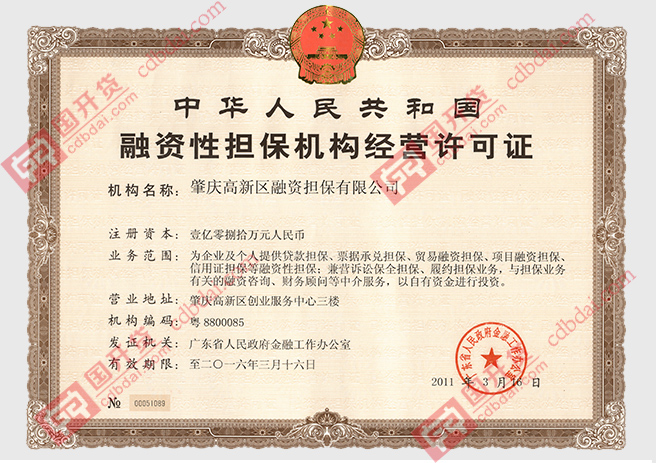 中华人民共和国
融资性担保机构经营许可证
机构名称: 肇庆高新区融资担保有限公司
注册资本: 壹亿零捌拾万元人民币
业务范围: 为企业及个人提供贷款担保、票据承兑担保、贸易融资担保、项目融资担保、
信用证担保等融资性担保; 兼营诉讼保全担保、履约担保业务, 与担保业务
有关的融资咨询、财务顾问等中介服务, 以自有资金进行投资。
营业地址: 肇庆高新区创业服务中心三楼
机构编码: 粤 8800085
发证机关: 广东省人民政府金融工作办公室
有效期限: 至二〇一六年三月十六日
广东省人民政府金融工作办公室
2011 年 3 月 16 日
№ 00051089
国开贷
cdbdai.com
国开贷
cdbdai.com
国开贷
cdbdai.com
国开贷
cdbdai.com
国开贷
cdbdai.com